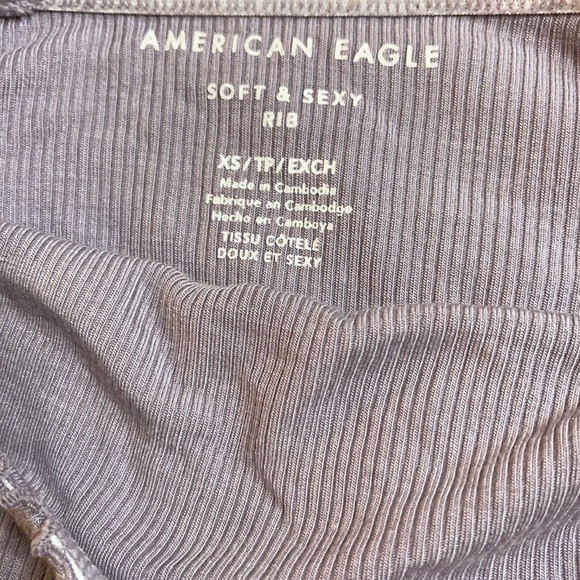 AMERICAN EAGLE
SOFT & SEXY
RIB
XS/TP/EXCH
Made in Cambodia
Fabriqué au Cambodge
Hecho en Camboya
TISSU CÔTELÉ
DOUX ET SEXY